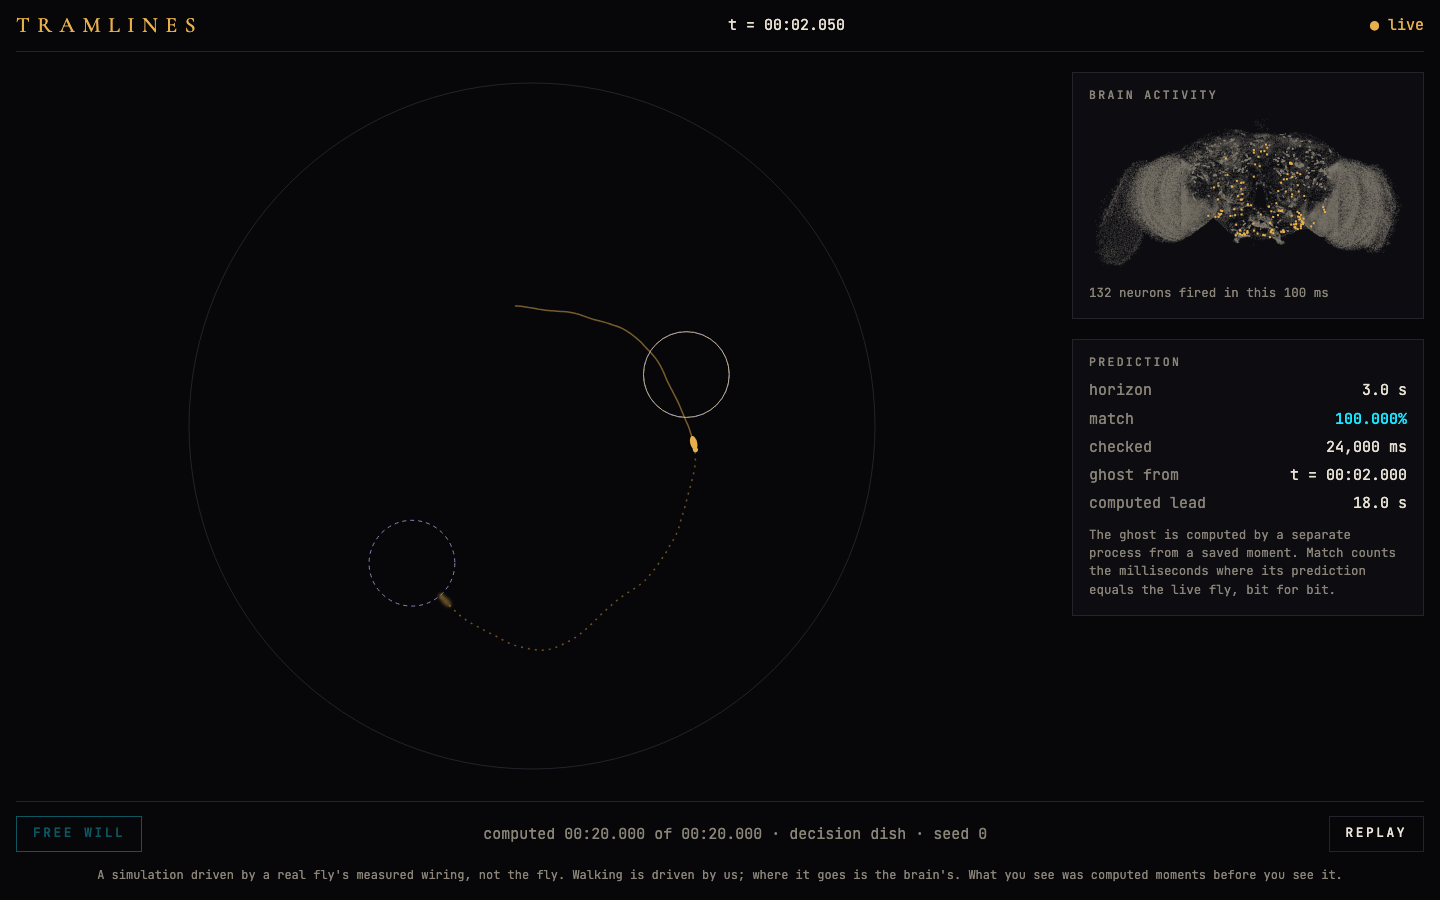 TRAMLINES
t = 00:02.050
live
BRAIN ACTIVITY
132 neurons fired in this 100 ms
PREDICTION
horizon 3.0 s
match 100.000%
checked 24,000 ms
ghost from t = 00:02.000
computed lead 18.0 s
The ghost is computed by a separate
process from a saved moment. Match counts
the milliseconds where its prediction
equals the live fly, bit for bit.
FREE WILL
computed 00:20.000 of 00:20.000 · decision dish · seed 0
REPLAY
A simulation driven by a real fly's measured wiring, not the fly. Walking is driven by us; where it goes is the brain's. What you see was computed moments before you see it.